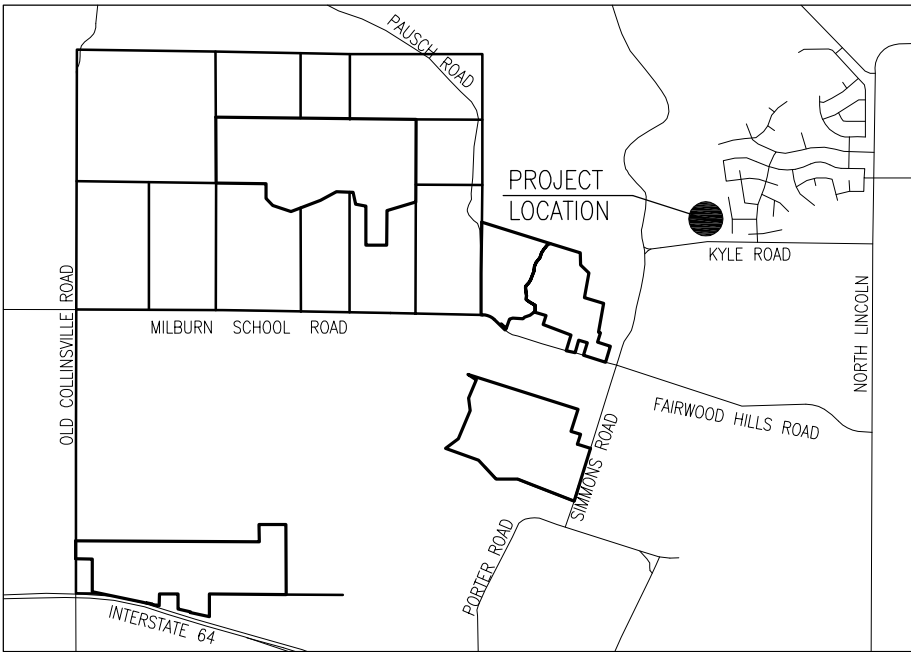 PAUSCH ROAD
PROJECT
LOCATION
KYLE ROAD
OLD COLLINSVILLE ROAD
MILBURN SCHOOL ROAD
NORTH LINCOLN
FAIRWOOD HILLS ROAD
SIMMONS ROAD
PORTER ROAD
INTERSTATE 64